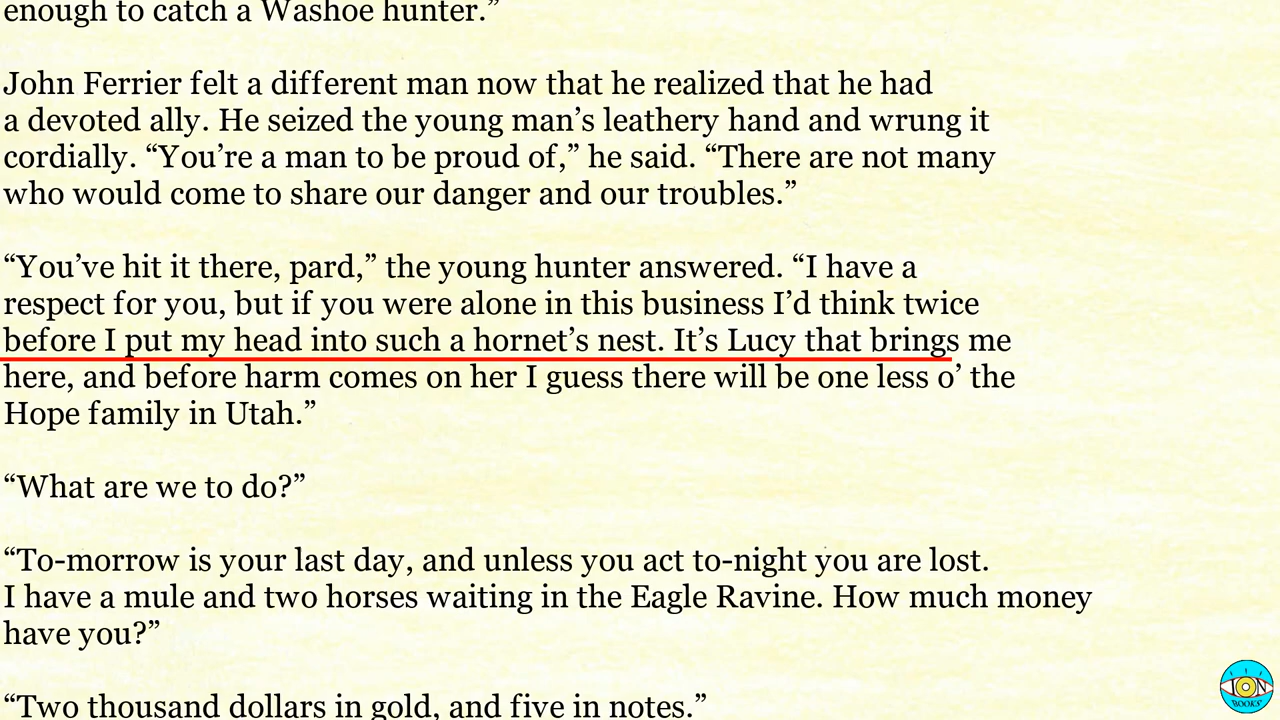 enough to catch a Washoe hunter.”
John Ferrier felt a different man now that he realized that he had
a devoted ally. He seized the young man’s leathery hand and wrung it
cordially. “You’re a man to be proud of,” he said. “There are not many
who would come to share our danger and our troubles.”
“You’ve hit it there, pard,” the young hunter answered. “I have a
respect for you, but if you were alone in this business I’d think twice
before I put my head into such a hornet’s nest. It’s Lucy that brings me
here, and before harm comes on her I guess there will be one less o’ the
Hope family in Utah.”
“What are we to do?”
“To-morrow is your last day, and unless you act to-night you are lost.
I have a mule and two horses waiting in the Eagle Ravine. How much money
have you?”
“Two thousand dollars in gold, and five in notes.”
ION
BOOKS